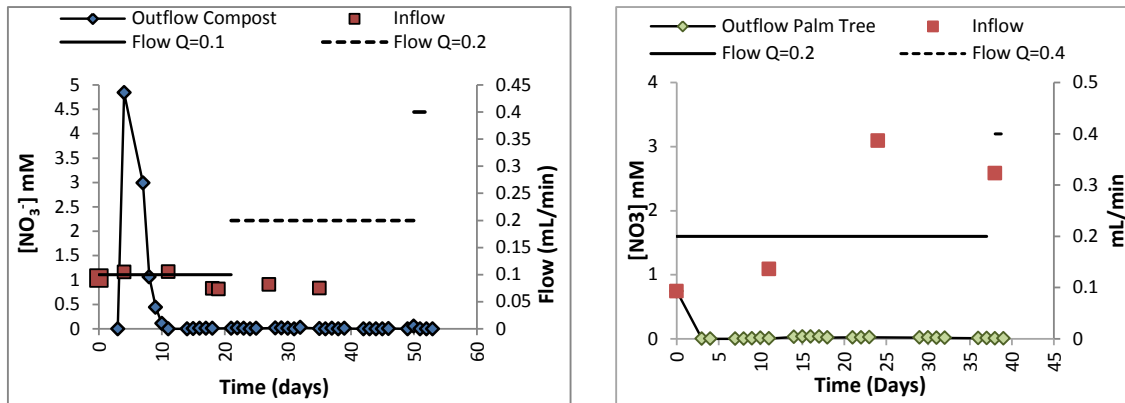 Outflow Compost Inflow
Flow Q=0.1 Flow Q=0.2
5
4.5
4
3.5
3
2.5
2
1.5
1
0.5
0
[NO3-] mM
0.45
0.4
0.35
0.3
0.25
0.2
0.15
0.1
0.05
0
Flow (mL/min)
0 10 20 30 40 50 60
Time (days)
Outflow Palm Tree Inflow
Flow Q=0.2 Flow Q=0.4
4
3
2
1
0
[NO3] mM
0.5
0.4
0.3
0.2
0.1
0
mL/min
0 5 10 15 20 25 30 35 40 45
Time (Days)